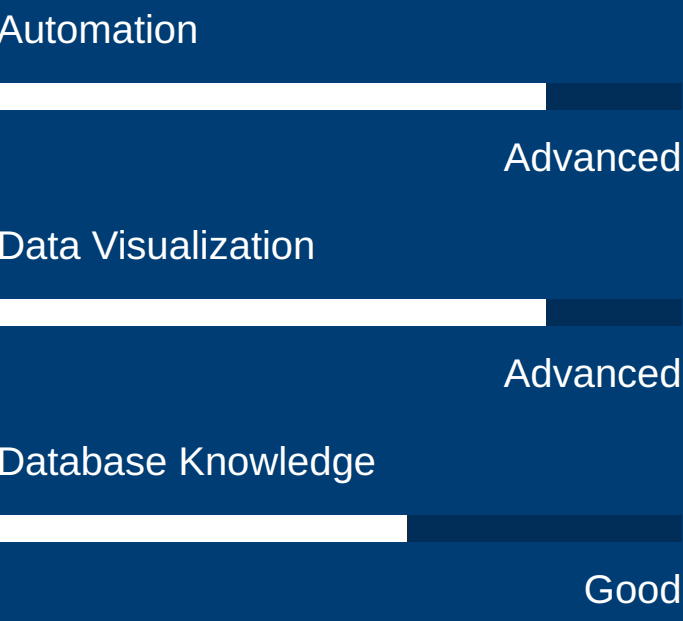 Automation
Advanced
Data Visualization
Advanced
Database Knowledge
Good